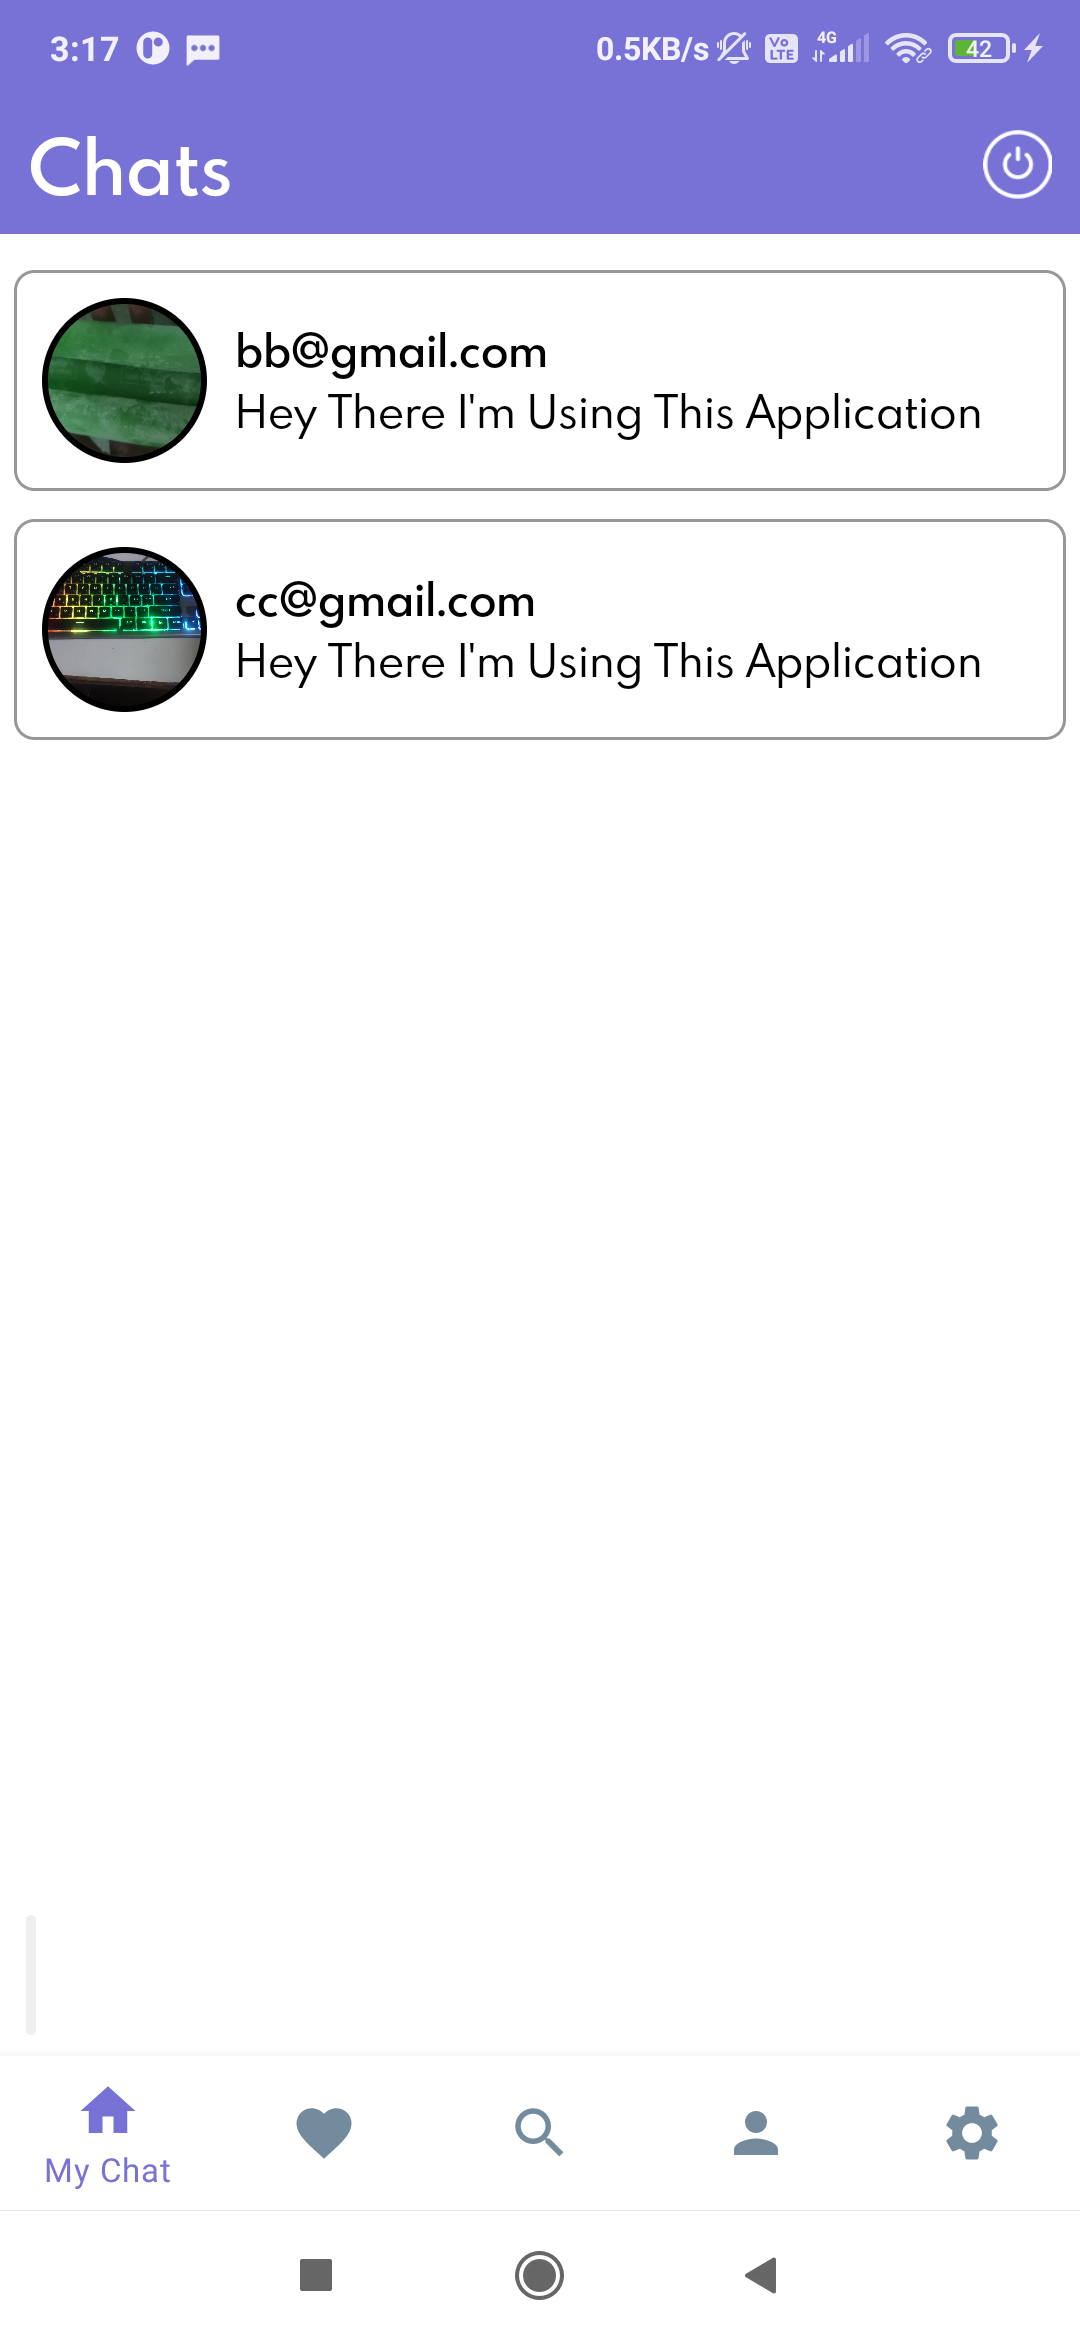 3:17 0.5KB/s Vo LTE 4G 42
Chats
bb@gmail.com
Hey There I'm Using This Application
cc@gmail.com
Hey There I'm Using This Application
My Chat